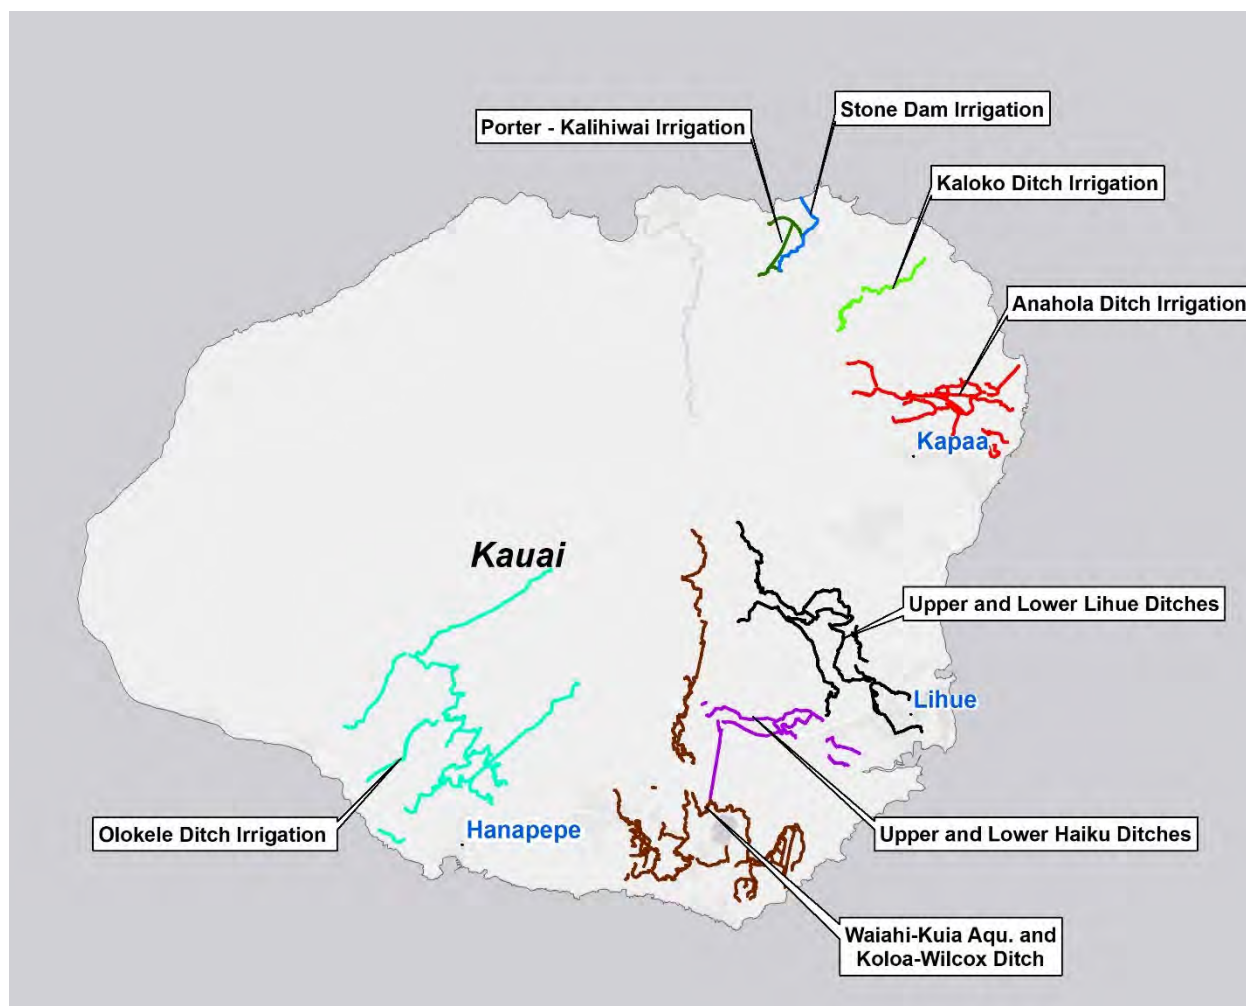 Stone Dam Irrigation
Porter - Kalihiwai Irrigation
Kaloko Ditch Irrigation
Anahola Ditch Irrigation
Kapaa
Kauai
Upper and Lower Lihue Ditches
Lihue
Olokele Ditch Irrigation
Hanapepe
Upper and Lower Haiku Ditches
Waiahi-Kuia Aqu. and
Koloa-Wilcox Ditch